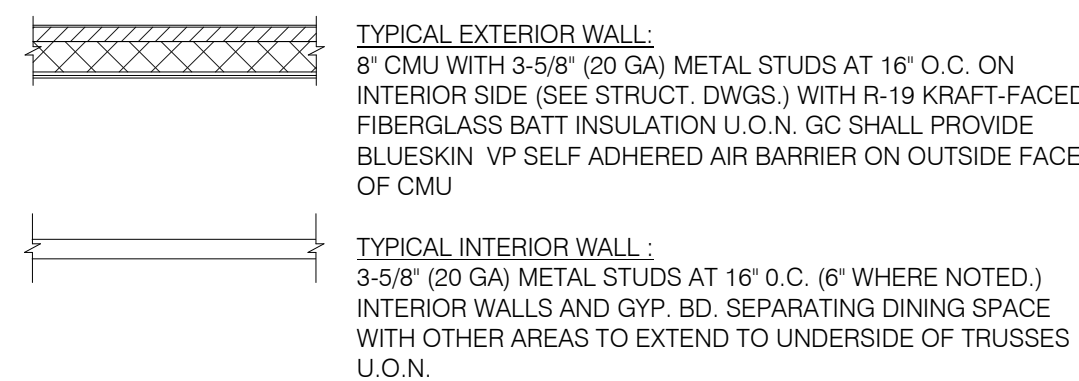 TYPICAL EXTERIOR WALL:
8" CMU WITH 3-5/8" (20 GA) METAL STUDS AT 16" O.C. ON
INTERIOR SIDE (SEE STRUCT. DWGS.) WITH R-19 KRAFT-FACED
FIBERGLASS BATT INSULATION U.O.N. GC SHALL PROVIDE
BLUESKIN VP SELF ADHERED AIR BARRIER ON OUTSIDE FACE
OF CMU
TYPICAL INTERIOR WALL :
3-5/8" (20 GA) METAL STUDS AT 16" 0.C. (6" WHERE NOTED.)
INTERIOR WALLS AND GYP. BD. SEPARATING DINING SPACE
WITH OTHER AREAS TO EXTEND TO UNDERSIDE OF TRUSSES
U.O.N.